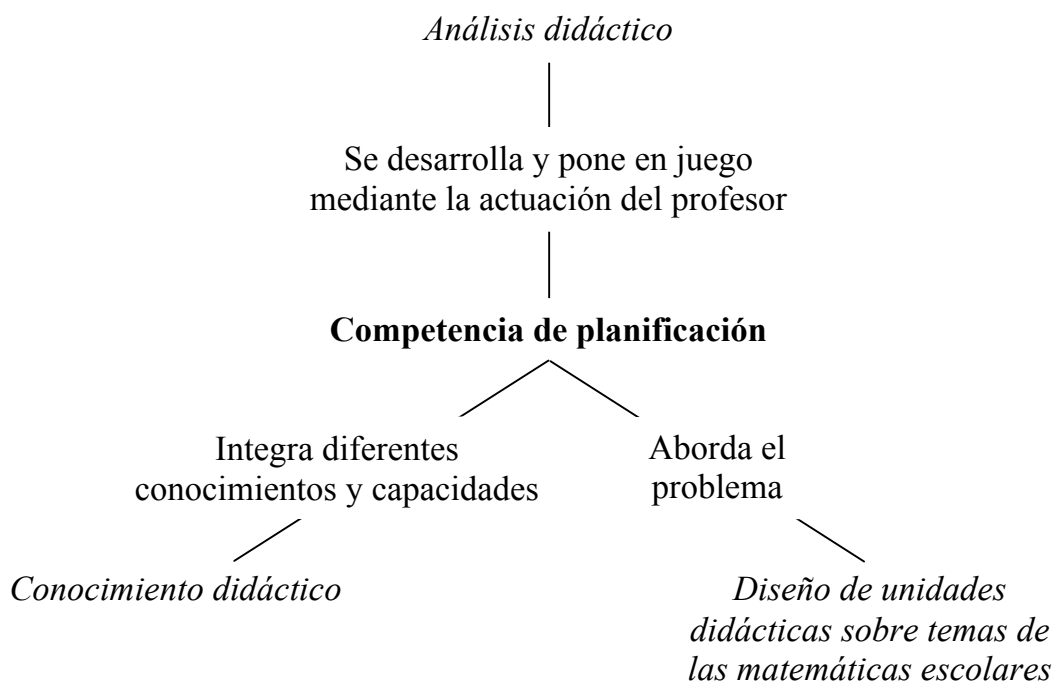 Análisis didáctico
Se desarrolla y pone en juego
mediante la actuación del profesor
Competencia de planificación
Integra diferentes
conocimientos y capacidades
Aborda el
problema
Conocimiento didáctico
Diseño de unidades
didácticas sobre temas de
las matemáticas escolares